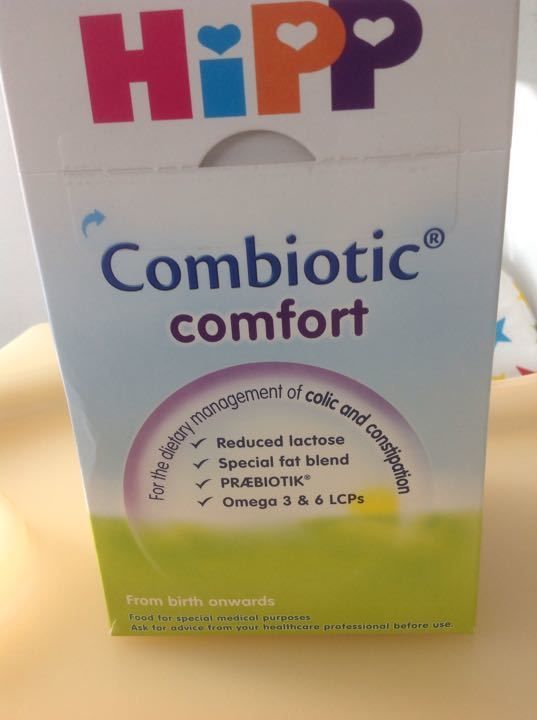 HiPP
Combiotic®
comfort
For the dietary management of colic and constipation
✓ Reduced lactose
✓ Special fat blend
✓ PRÆBIOTIK®
✓ Omega 3 & 6 LCPs
From birth onwards
Food for special medical purposes
Ask for advice from your healthcare professional before use.